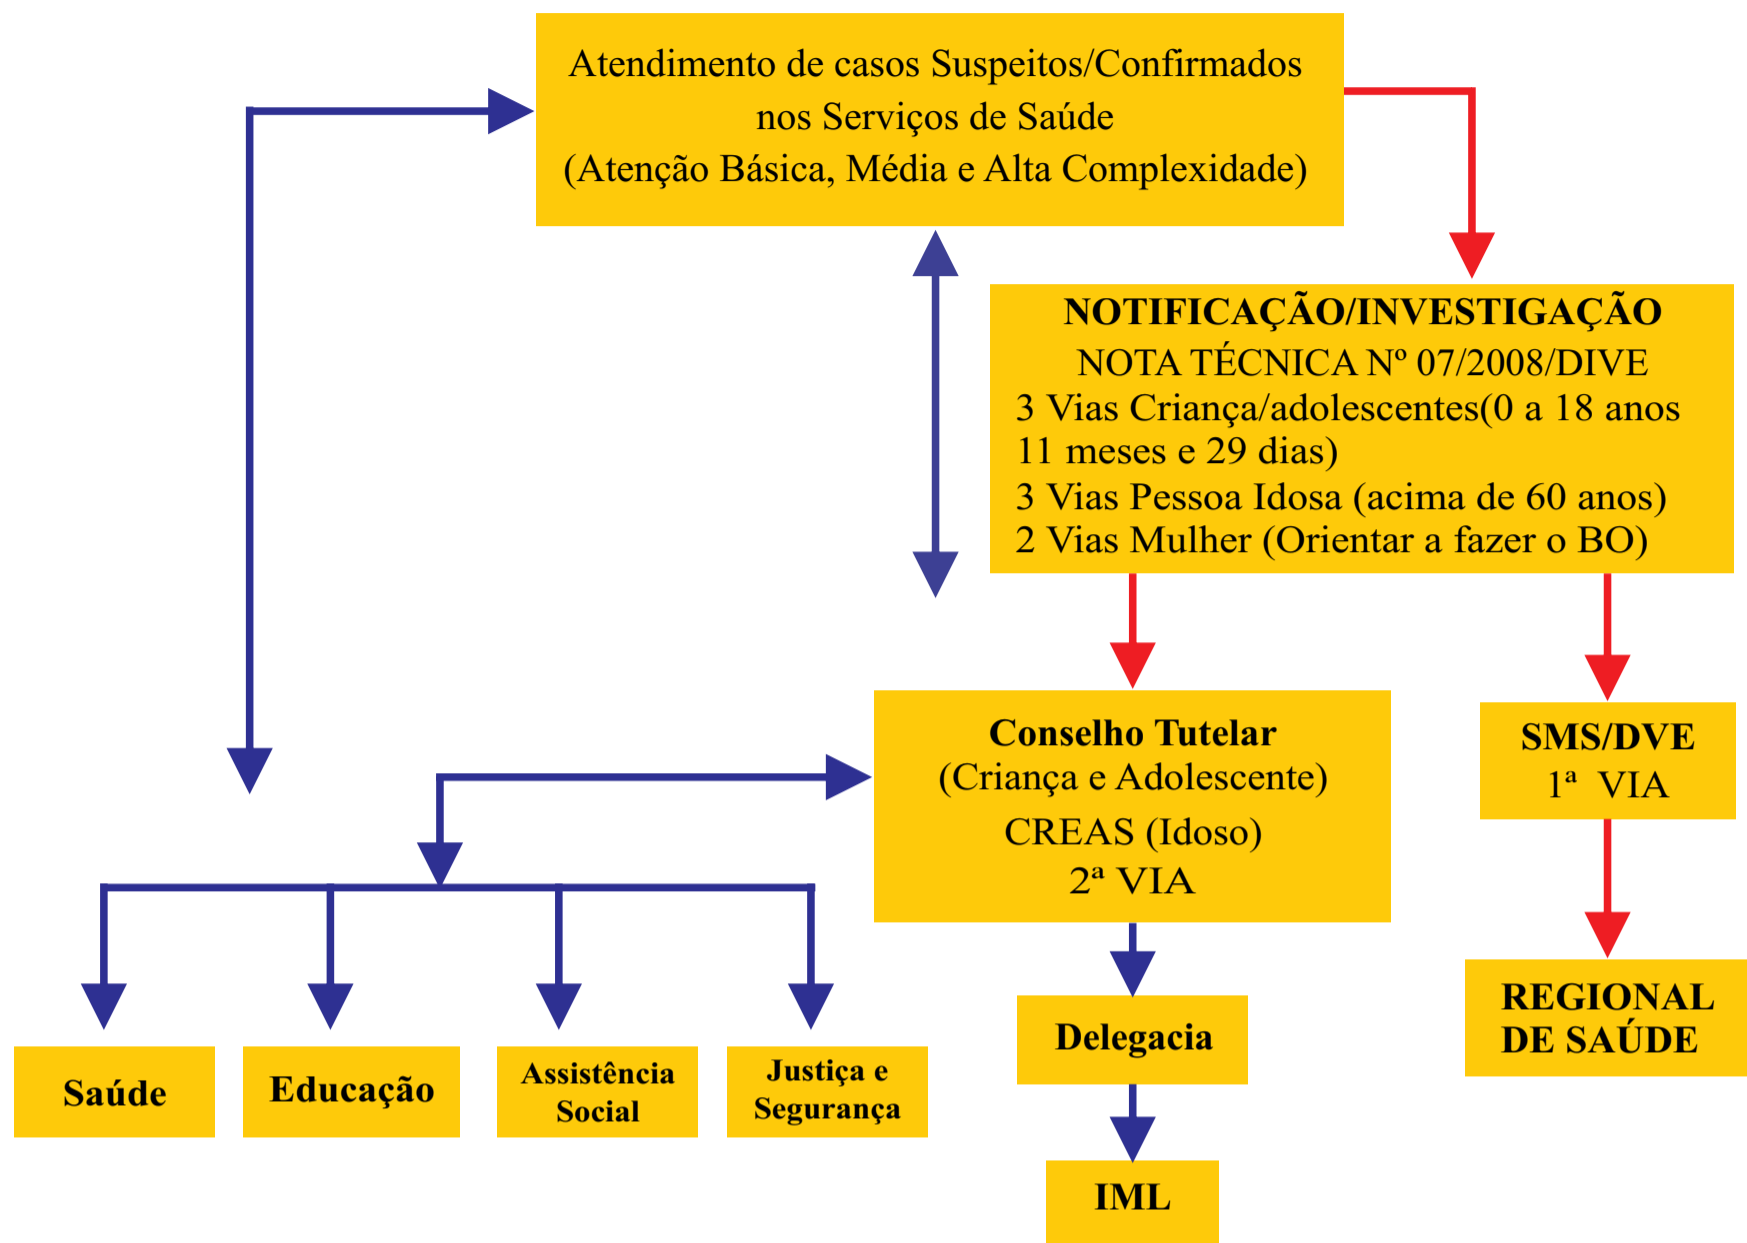 Atendimento de casos Suspeitos/Confirmados
nos Serviços de Saúde
(Atenção Básica, Média e Alta Complexidade)
NOTIFICAÇÃO/INVESTIGAÇÃO
NOTA TÉCNICA Nº 07/2008/DIVE
3 Vias Criança/adolescentes(0 a 18 anos
11 meses e 29 dias)
3 Vias Pessoa Idosa (acima de 60 anos)
2 Vias Mulher (Orientar a fazer o BO)
Conselho Tutelar
(Criança e Adolescente)
CREAS (Idoso)
2ª VIA
SMS/DVE
1ª VIA
REGIONAL
DE SAÚDE
Delegacia
IML
Saúde
Educação
Assistência
Social
Justiça e
Segurança